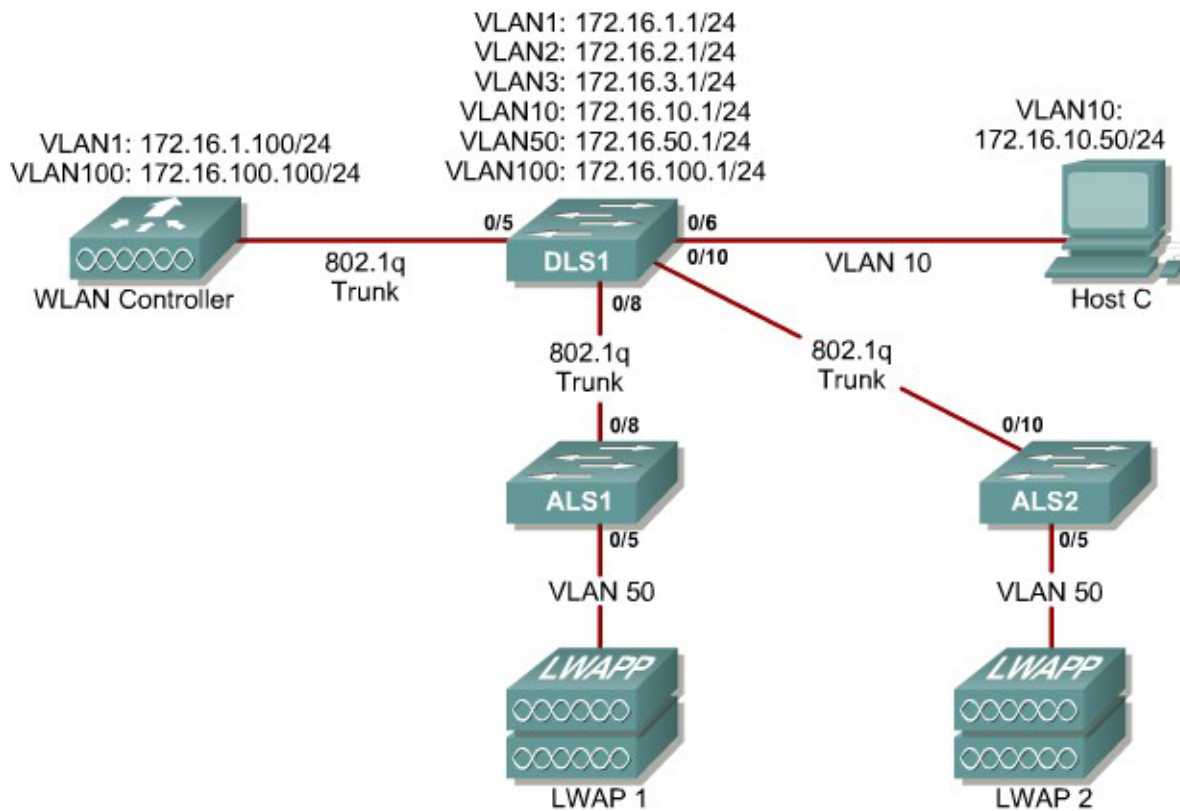 VLAN1: 172.16.1.1/24
VLAN2: 172.16.2.1/24
VLAN3: 172.16.3.1/24
VLAN10: 172.16.10.1/24
VLAN50: 172.16.50.1/24
VLAN100: 172.16.100.1/24
VLAN1: 172.16.1.100/24
VLAN100: 172.16.100.100/24
VLAN10:
172.16.10.50/24
0/5
0/6
0/10
DLS1
0/8
802.1q
Trunk
WLAN Controller
VLAN 10
Host C
802.1q
Trunk
802.1q
Trunk
0/8
0/10
ALS1
ALS2
0/5
0/5
VLAN 50
VLAN 50
LWAPP
LWAPP
LWAP 1
LWAP 2